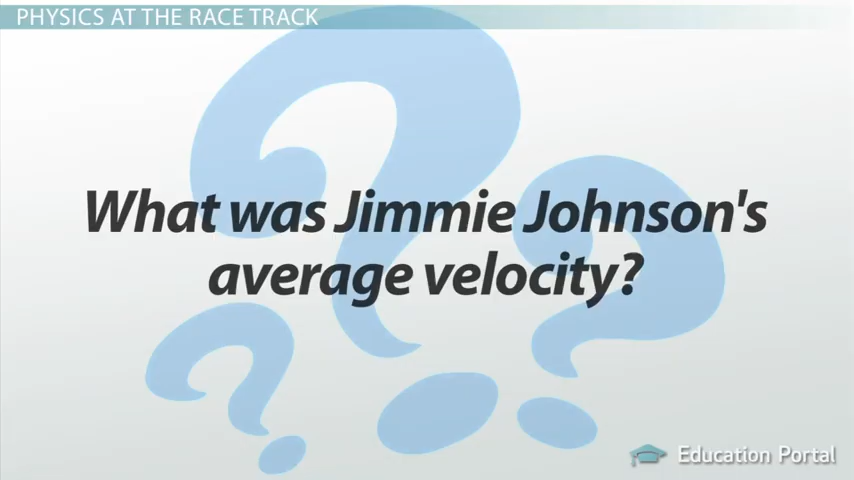 PHYSICS AT THE RACE TRACK
What was Jimmie Johnson's
average velocity?
Education Portal